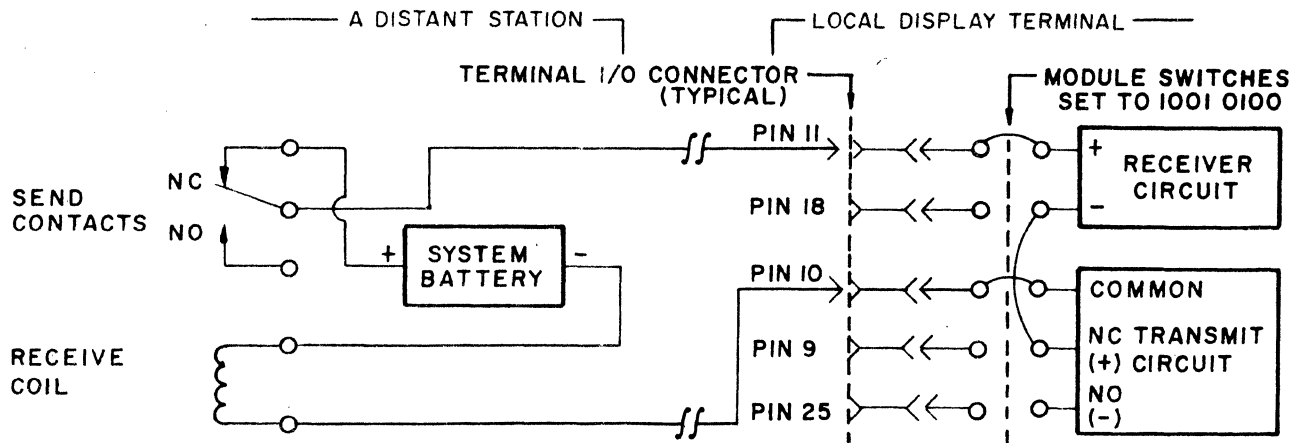 A DISTANT STATION
LOCAL DISPLAY TERMINAL
TERMINAL I/O CONNECTOR
(TYPICAL)
MODULE SWITCHES
SET TO 1001 0100
SEND
CONTACTS
NC
NO
+ SYSTEM
BATTERY -
RECEIVE
COIL
PIN 11
PIN 18
PIN 10
PIN 9
PIN 25
+
-
RECEIVER
CIRCUIT
COMMON
NC TRANSMIT
(+) CIRCUIT
NO
(-)